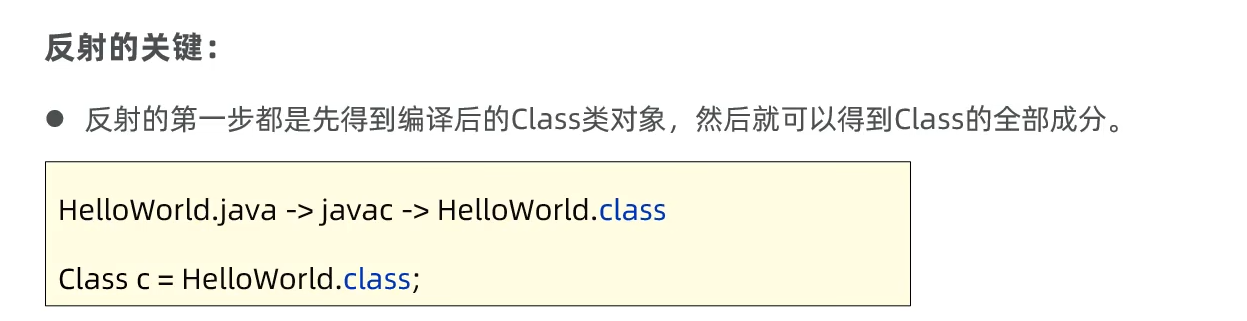 反射的关键：
● 反射的第一步都是先得到编译后的Class类对象，然后就可以得到Class的全部成分。
HelloWorld.java -> javac -> HelloWorld.class
Class c = HelloWorld.class;